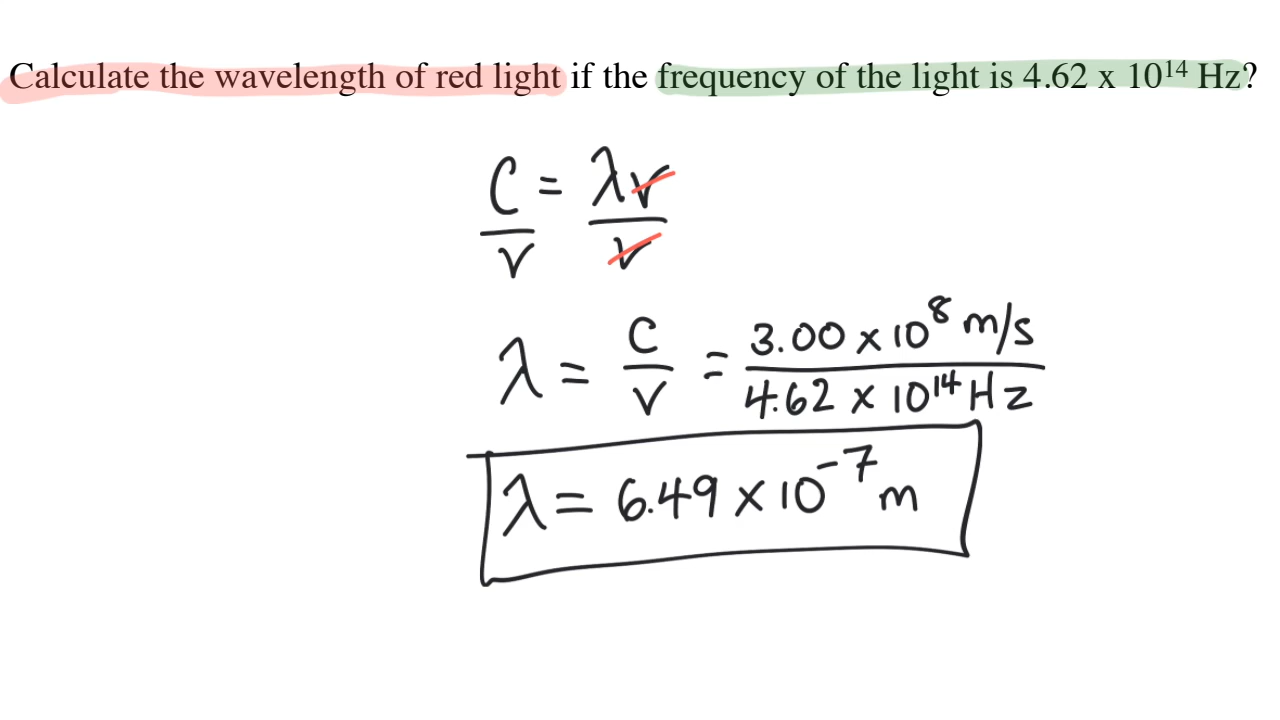 Calculate the wavelength of red light if the frequency of the light is 4.62 x 10¹⁴ Hz?
C/ν = λν/ν
λ = C/ν = 3.00 x 10⁸ m/s / 4.62 x 10¹⁴ Hz
λ = 6.49 x 10⁻⁷ m